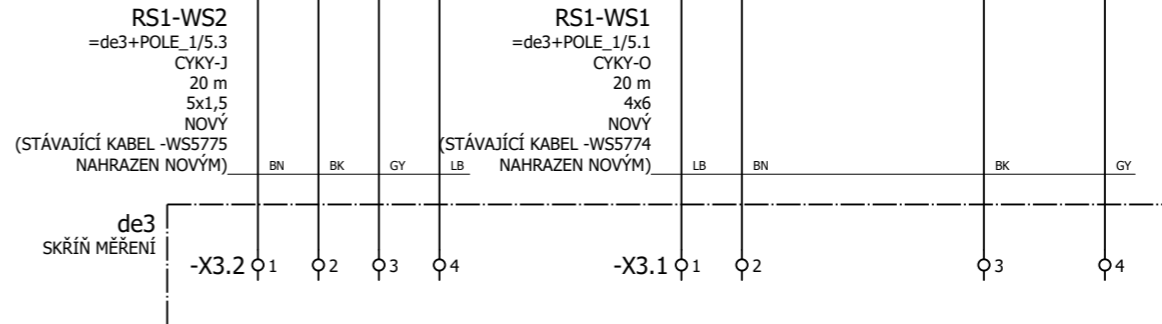 RS1-WS2
=de3+POLE_1/5.3
CYKY-J
20 m
5x1,5
NOVÝ
(STÁVAJÍCÍ KABEL -WS5775
NAHRAZEN NOVÝM)
BN BK GY LB
RS1-WS1
=de3+POLE_1/5.1
CYKY-O
20 m
4x6
NOVÝ
(STÁVAJÍCÍ KABEL -WS5774
NAHRAZEN NOVÝM)
LB BN BK GY
de3
SKŘÍŇ MĚŘENÍ
-X3.2 1 2 3 4
-X3.1 1 2 3 4